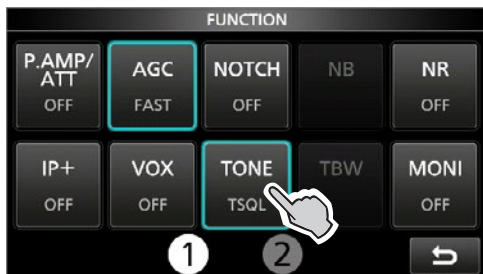 FUNCTION
P.AMP/
ATT
OFF
AGC
FAST
NOTCH
OFF
NB
NR
OFF
IP+
OFF
VOX
OFF
TONE
TSQL
TBW
MONI
OFF
1
2